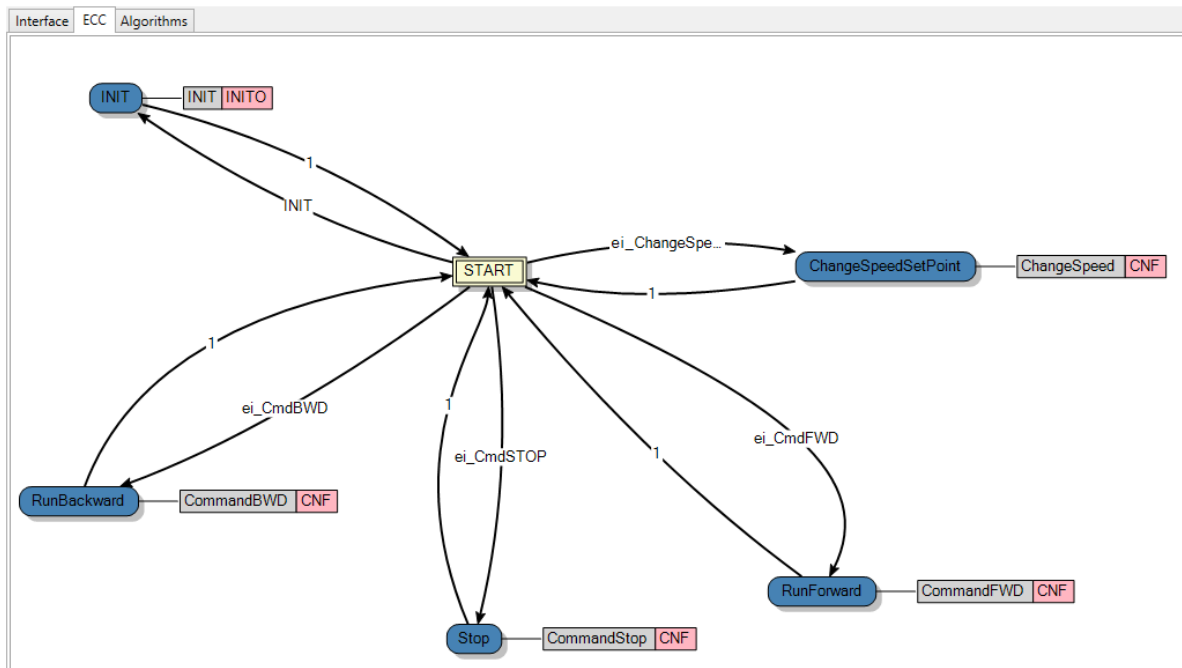 Interface ECC Algorithms
INIT INIT INITO
1
INIT
ei_ChangeSpe...
START
ChangeSpeedSetPoint ChangeSpeed CNF
1
1
ei_CmdBWD
1
ei_CmdFWD
ei_CmdSTOP
1
RunBackward CommandBWD CNF
RunForward CommandFWD CNF
Stop CommandStop CNF